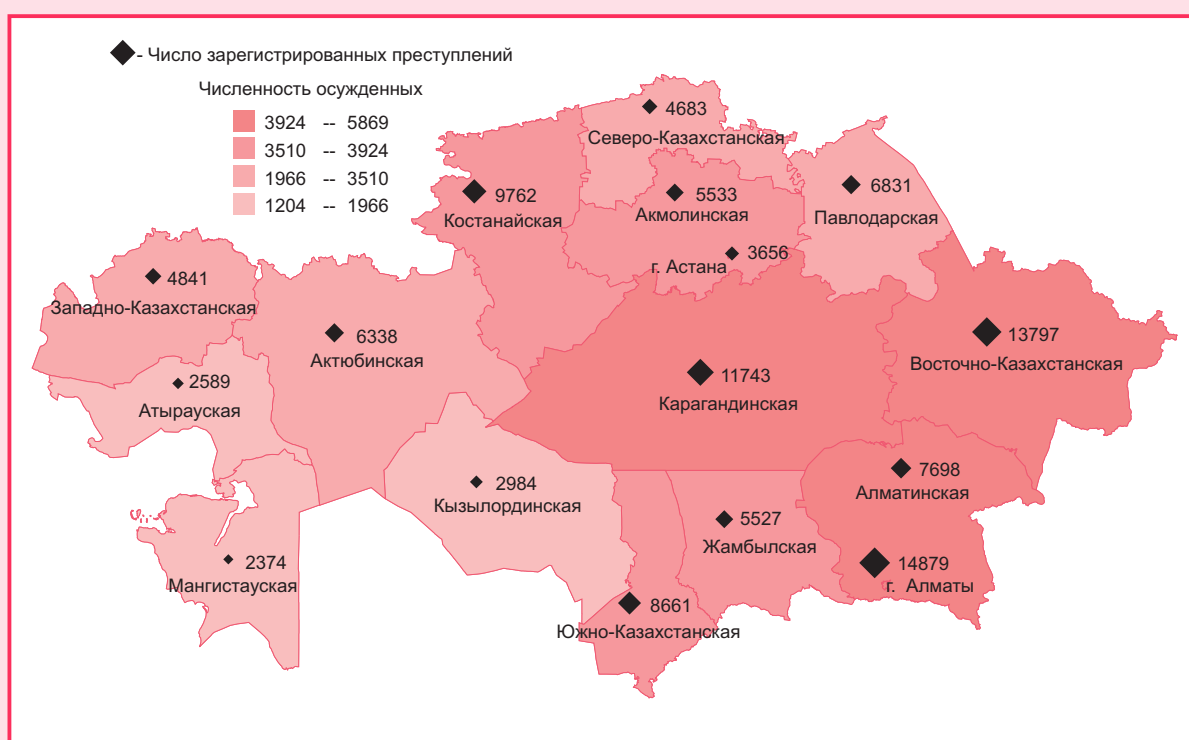 - Число зарегистрированных преступлений
Численность осужденных
3924 -- 5869
3510 -- 3924
1966 -- 3510
1204 -- 1966
4683
Северо-Казахстанская
9762
Костанайская
5533
Акмолинская
6831
Павлодарская
3656
г. Астана
4841
Западно-Казахстанская
6338
Актюбинская
13797
Восточно-Казахстанская
2589
Атырауская
11743
Карагандинская
7698
Алматинская
2984
Кызылординская
5527
Жамбылская
2374
Мангистауская
14879
г. Алматы
8661
Южно-Казахстанская